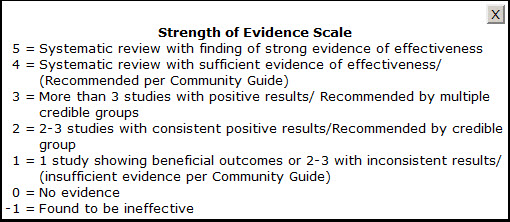 X
Strength of Evidence Scale
5 = Systematic review with finding of strong evidence of effectiveness
4 = Systematic review with sufficient evidence of effectiveness/
(Recommended per Community Guide)
3 = More than 3 studies with positive results/ Recommended by multiple
credible groups
2 = 2-3 studies with consistent positive results/Recommended by credible
group
1 = 1 study showing beneficial outcomes or 2-3 with inconsistent results/
(insufficient evidence per Community Guide)
0 = No evidence
-1 = Found to be ineffective